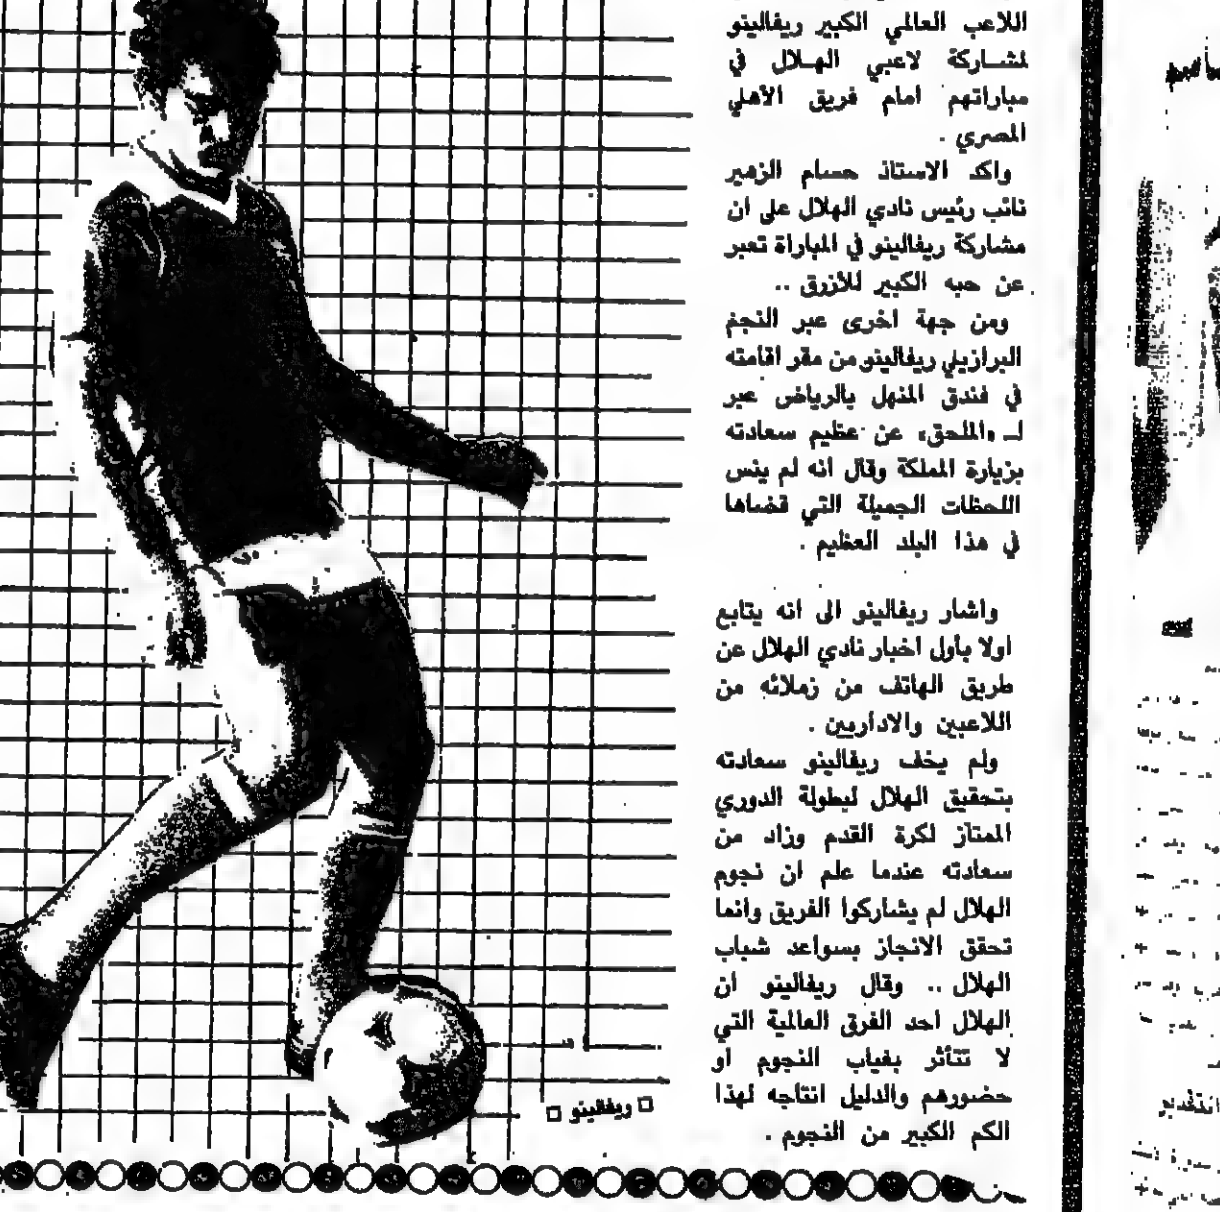 اللاعب العالمي الكبير ريفالينو
لمشـاركة لاعبي الهـلال في
مباراتهم امام فريق الأهلي
المصري .
واكد الاستاذ حسام الزهير
نائب رئيس نادي الهلال على ان
مشاركة ريفالينو في المباراة تعبر
عن حبه الكبير للأزرق ..
ومن جهة اخرى عبر النجم
البرازيلي ريفالينو من مقر اقامته
في فندق المنهل بالرياض عبر
لـ «الملحق» عن عظيم سعادته
بزيارة المملكة وقال انه لم ينس
اللحظات الجميلة التي قضاها
في هذا البلد العظيم .
واشار ريفالينو الى انه يتابع
اولا بأول اخبار نادي الهلال عن
طريق الهاتف من زملائه من
اللاعبين والاداريين .
ولم يخف ريفالينو سعادته
بتحقيق الهلال لبطولة الدوري
الممتاز لكرة القدم وزاد من
سعادته عندما علم ان نجوم
الهلال لم يشاركوا الفريق وانما
تحقق الانجاز بسواعد شباب
الهلال .. وقال ريفالينو ان
الهلال احد الفرق العالمية التي
لا تتأثر بغياب النجوم او
حضورهم والدليل انتاجه لهذا
الكم الكبير من النجوم .
□ ريفالينو □